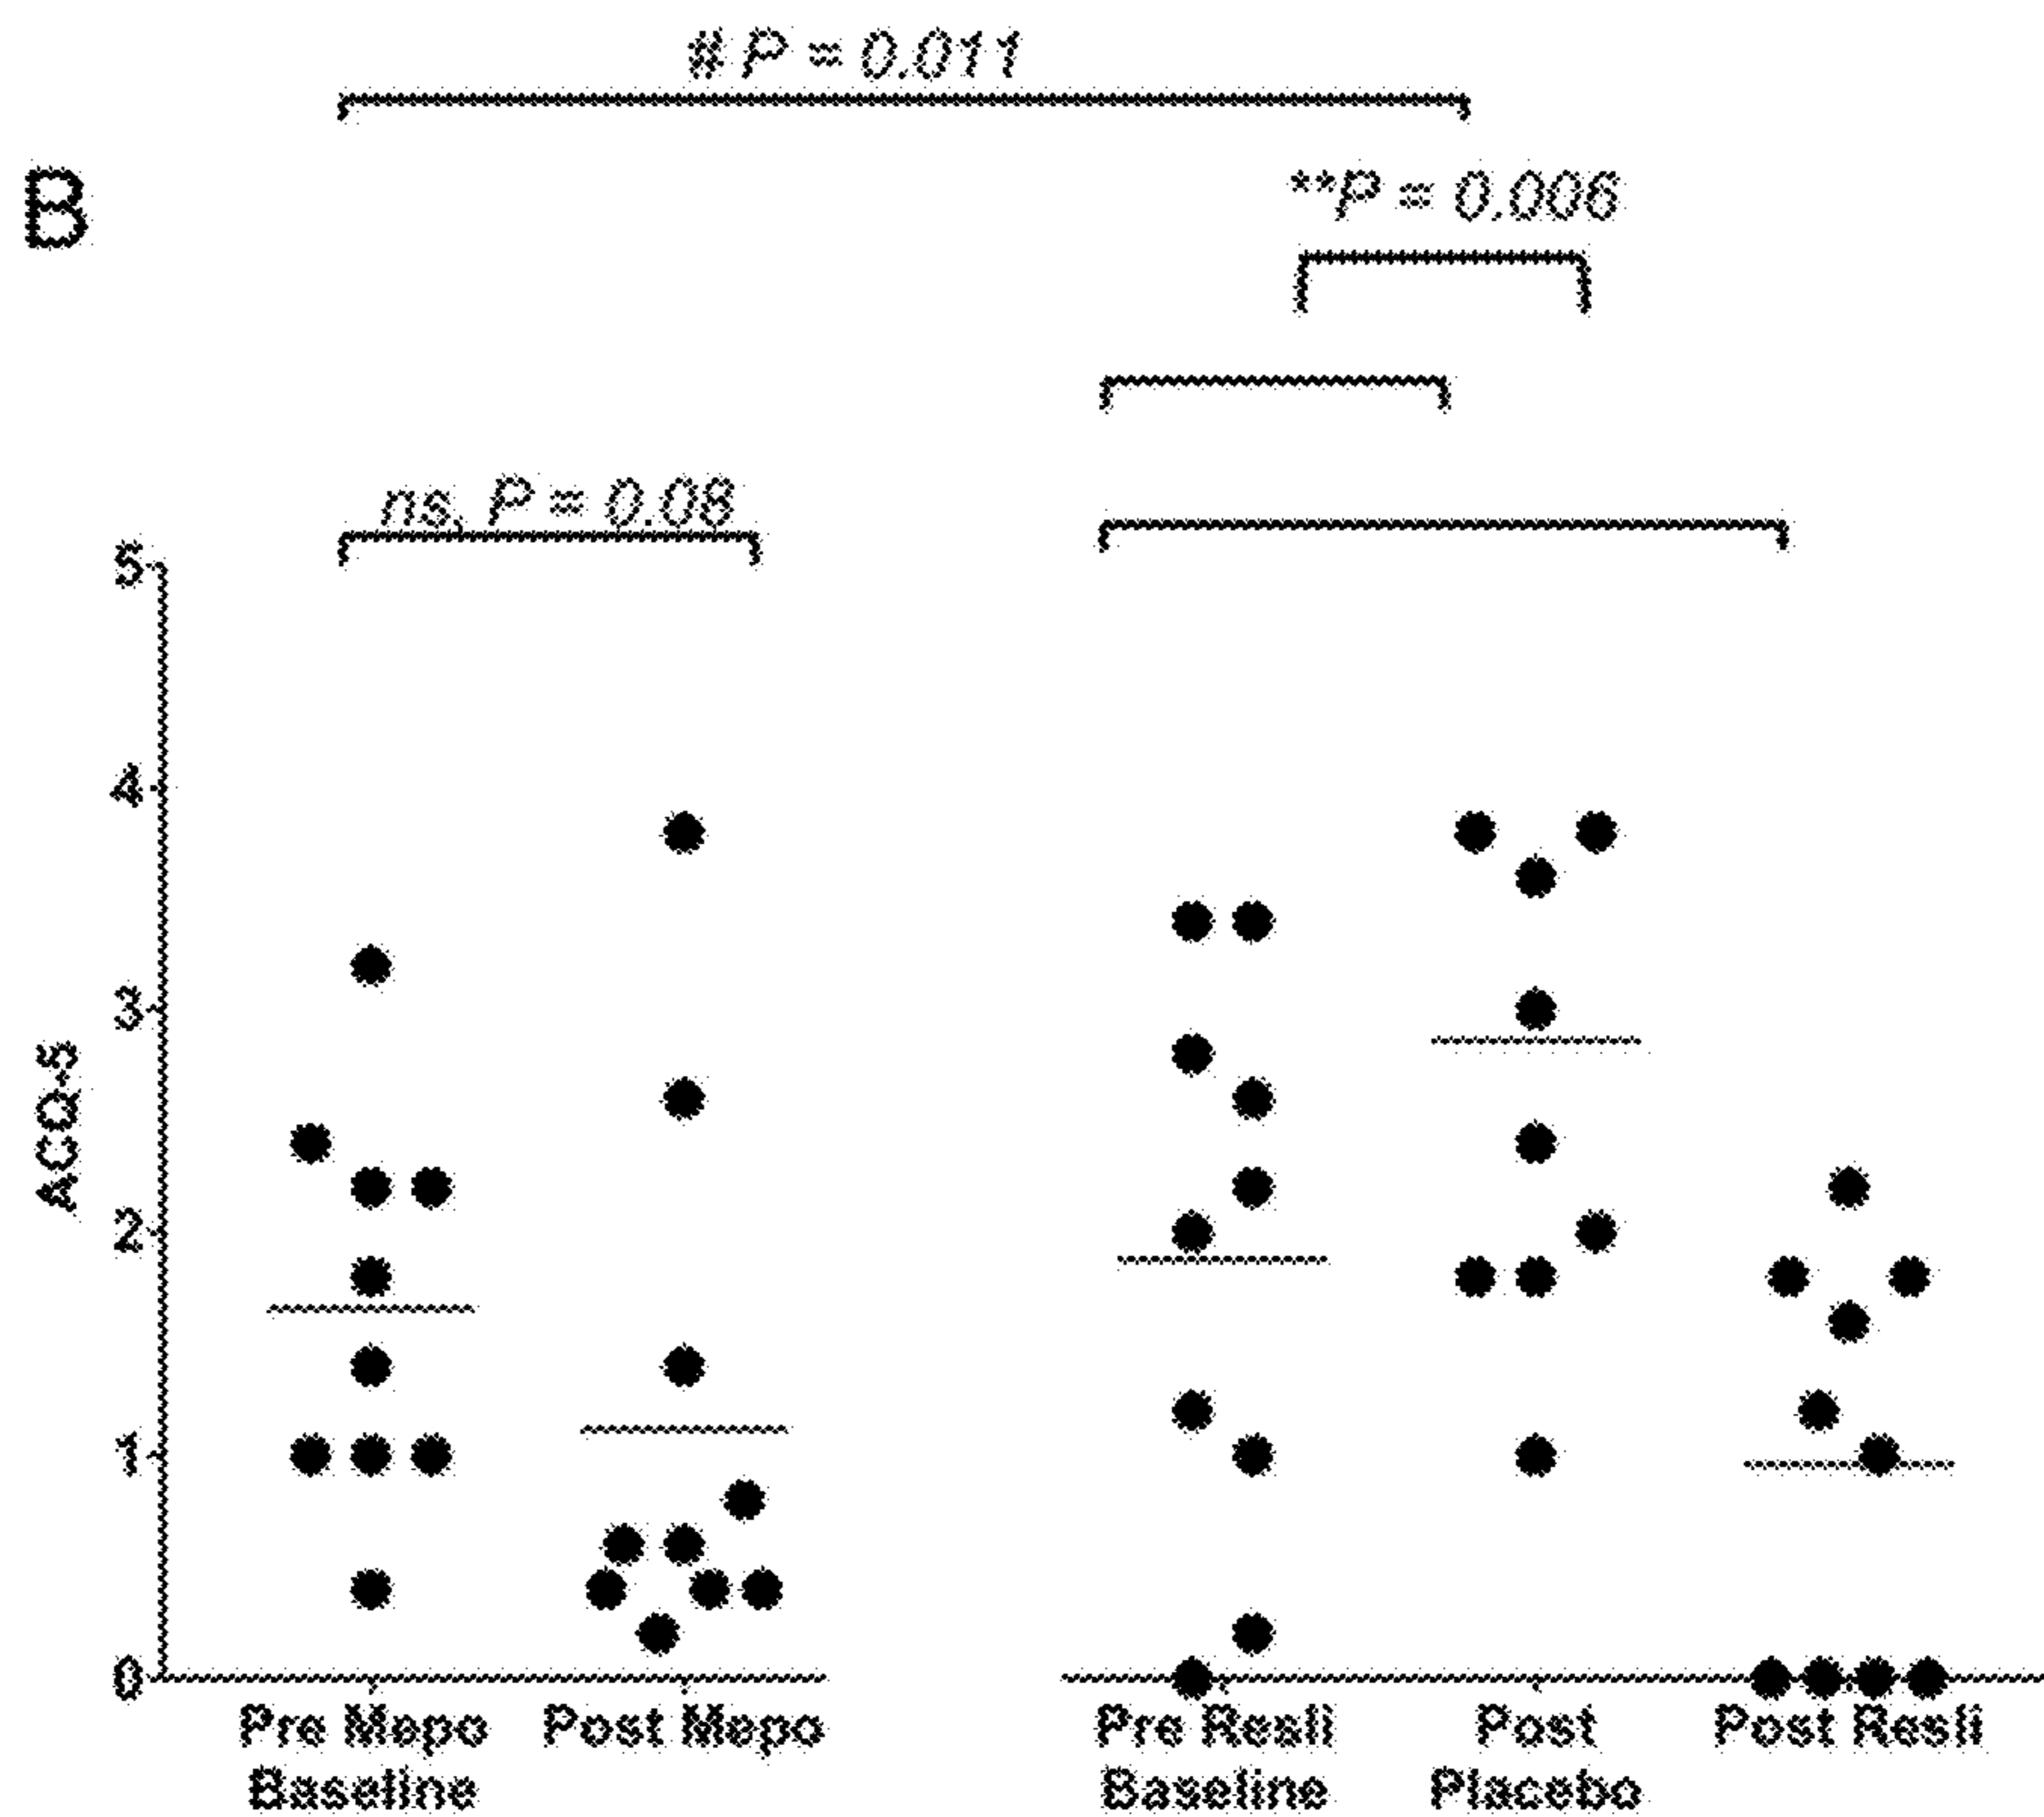 # P = 0.011
B
**P = 0.006
ns, P = 0.08
5
4
3
2
1
0
ACQ-5
Pre Mepo
Baseline
Post Mepo
Pre Resli
Baseline
Post
Placebo
Post Resli